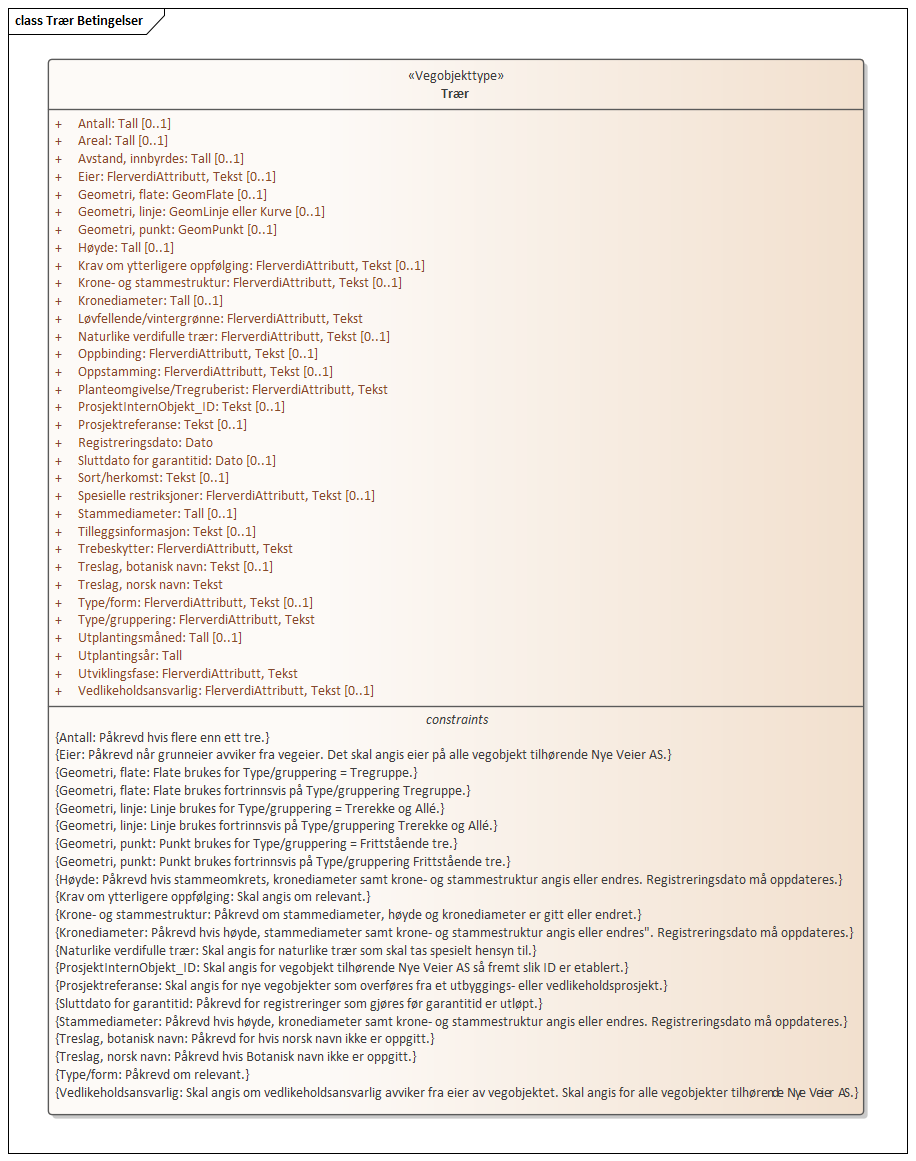 class Trær Betingelser
«Vegobjekttype»
Trær
+ Antall: Tall [0..1]
+ Areal: Tall [0..1]
+ Avstand, innbyrdes: Tall [0..1]
+ Eier: FlerverdiAttributt, Tekst [0..1]
+ Geometri, flate: GeomFlate [0..1]
+ Geometri, linje: GeomLinje eller Kurve [0..1]
+ Geometri, punkt: GeomPunkt [0..1]
+ Høyde: Tall [0..1]
+ Krav om ytterligere oppfølging: FlerverdiAttributt, Tekst [0..1]
+ Krone- og stammestruktur: FlerverdiAttributt, Tekst [0..1]
+ Kronediameter: Tall [0..1]
+ Løvfellende/vintergrønne: FlerverdiAttributt, Tekst
+ Naturlike verdifulle trær: FlerverdiAttributt, Tekst [0..1]
+ Oppbinding: FlerverdiAttributt, Tekst [0..1]
+ Oppstamming: FlerverdiAttributt, Tekst [0..1]
+ Planteomgivelse/Tregruberist: FlerverdiAttributt, Tekst
+ ProsjektInternObjekt_ID: Tekst [0..1]
+ Prosjektreferanse: Tekst [0..1]
+ Registreringsdato: Dato
+ Sluttdato for garantitid: Dato [0..1]
+ Sort/herkomst: Tekst [0..1]
+ Spesielle restriksjoner: FlerverdiAttributt, Tekst [0..1]
+ Stammediameter: Tall [0..1]
+ Tilleggsinformasjon: Tekst [0..1]
+ Trebeskytter: FlerverdiAttributt, Tekst
+ Treslag, botanisk navn: Tekst [0..1]
+ Treslag, norsk navn: Tekst
+ Type/form: FlerverdiAttributt, Tekst [0..1]
+ Type/gruppering: FlerverdiAttributt, Tekst
+ Utplantingsmåned: Tall [0..1]
+ Utplantingsår: Tall
+ Utviklingsfase: FlerverdiAttributt, Tekst
+ Vedlikeholdsansvarlig: FlerverdiAttributt, Tekst [0..1]
constraints
{Antall: Påkrevd hvis flere enn ett tre.}
{Eier: Påkrevd når grunneier avviker fra vegeier. Det skal angis eier på alle vegobjekt tilhørende Nye Veier AS.}
{Geometri, flate: Flate brukes for Type/gruppering = Tregruppe.}
{Geometri, flate: Flate brukes fortrinnsvis på Type/gruppering Tregruppe.}
{Geometri, linje: Linje brukes for Type/gruppering = Trerekke og Allé.}
{Geometri, linje: Linje brukes fortrinnsvis på Type/gruppering Trerekke og Allé.}
{Geometri, punkt: Punkt brukes for Type/gruppering = Frittstående tre.}
{Geometri, punkt: Punkt brukes fortrinnsvis på Type/gruppering Frittstående tre.}
{Høyde: Påkrevd hvis stammeomkrets, kronediameter samt krone- og stammestruktur angis eller endres. Registreringsdato må oppdateres.}
{Krav om ytterligere oppfølging: Skal angis om relevant.}
{Krone- og stammestruktur: Påkrevd om stammediameter, høyde og kronediameter er gitt eller endret.}
{Kronediameter: Påkrevd hvis høyde, stammediameter samt krone- og stammestruktur angis eller endres". Registreringsdato må oppdateres.}
{Naturlike verdifulle trær: Skal angis for naturlike trær som skal tas spesielt hensyn til.}
{ProsjektInternObjekt_ID: Skal angis for vegobjekt tilhørende Nye Veier AS så fremt slik ID er etablert.}
{Prosjektreferanse: Skal angis for nye vegobjekter som overføres fra et utbyggings- eller vedlikeholdsprosjekt.}
{Sluttdato for garantitid: Påkrevd for registreringer som gjøres før garantitid er utløpt.}
{Stammediameter: Påkrevd hvis høyde, kronediameter samt krone- og stammestruktur angis eller endres. Registreringsdato må oppdateres.}
{Treslag, botanisk navn: Påkrevd for hvis norsk navn ikke er oppgitt.}
{Treslag, norsk navn: Påkrevd hvis Botanisk navn ikke er oppgitt.}
{Type/form: Påkrevd om relevant.}
{Vedlikeholdsansvarlig: Skal angis om vedlikeholdsansvarlig avviker fra eier av vegobjektet. Skal angis for alle vegobjekter tilhørende Nye Veier AS.}